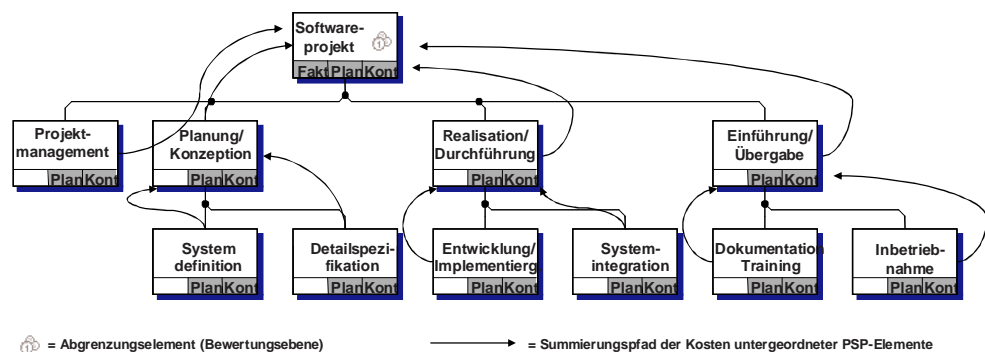 Software-
projekt
1
Fakt Plan Kont
Projekt-
management
Plan Kont
Planung/
Konzeption
Plan Kont
Realisation/
Durchführung
Plan Kont
Einführung/
Übergabe
Plan Kont
System
definition
Plan Kont
Detailspezi-
fikation
Plan Kont
Entwicklung/
Implementierg
Plan Kont
System-
integration
Plan Kont
Dokumentation
Training
Plan Kont
Inbetrieb-
nahme
Plan Kont
= Abgrenzungselement (Bewertungsebene)
= Summierungspfad der Kosten untergeordneter PSP-Elemente